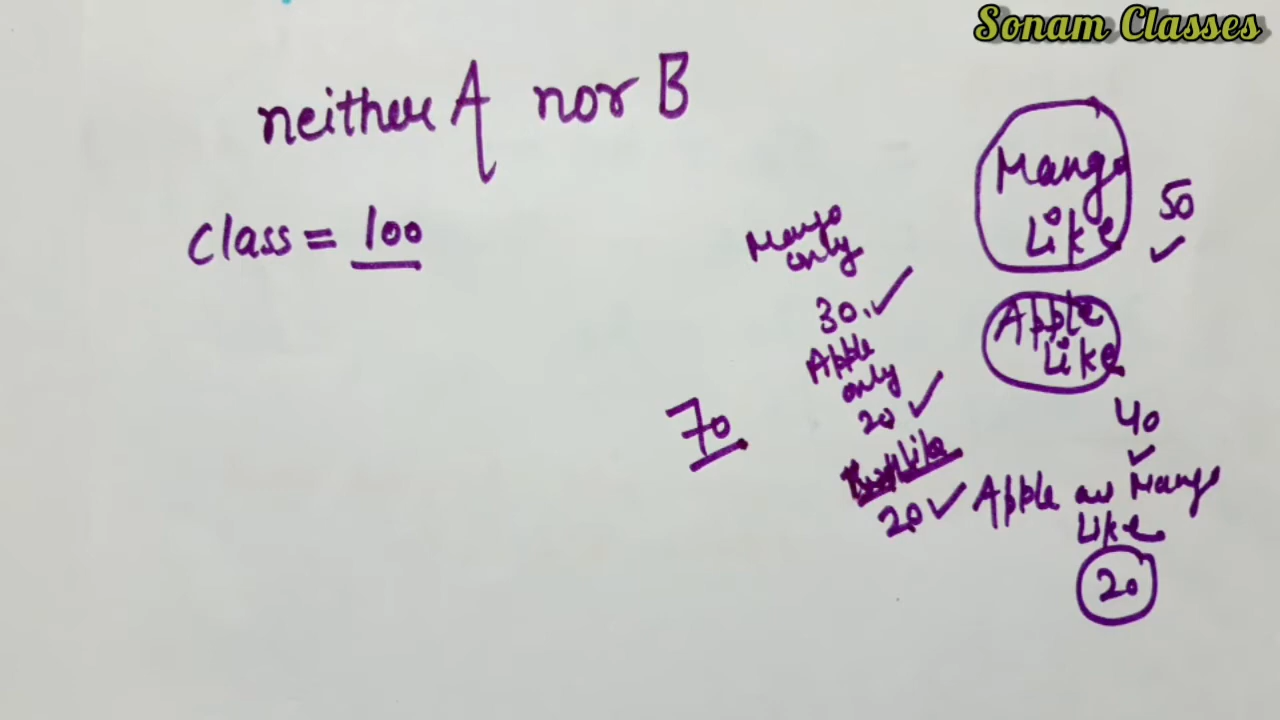 Sonam Classes
neither A nor B
Class = 100
Mango
Like
50
Apple
Like
40
Mango
only
30.
Apple
only
20
Like
20
70
Apple and Mango
Like
20